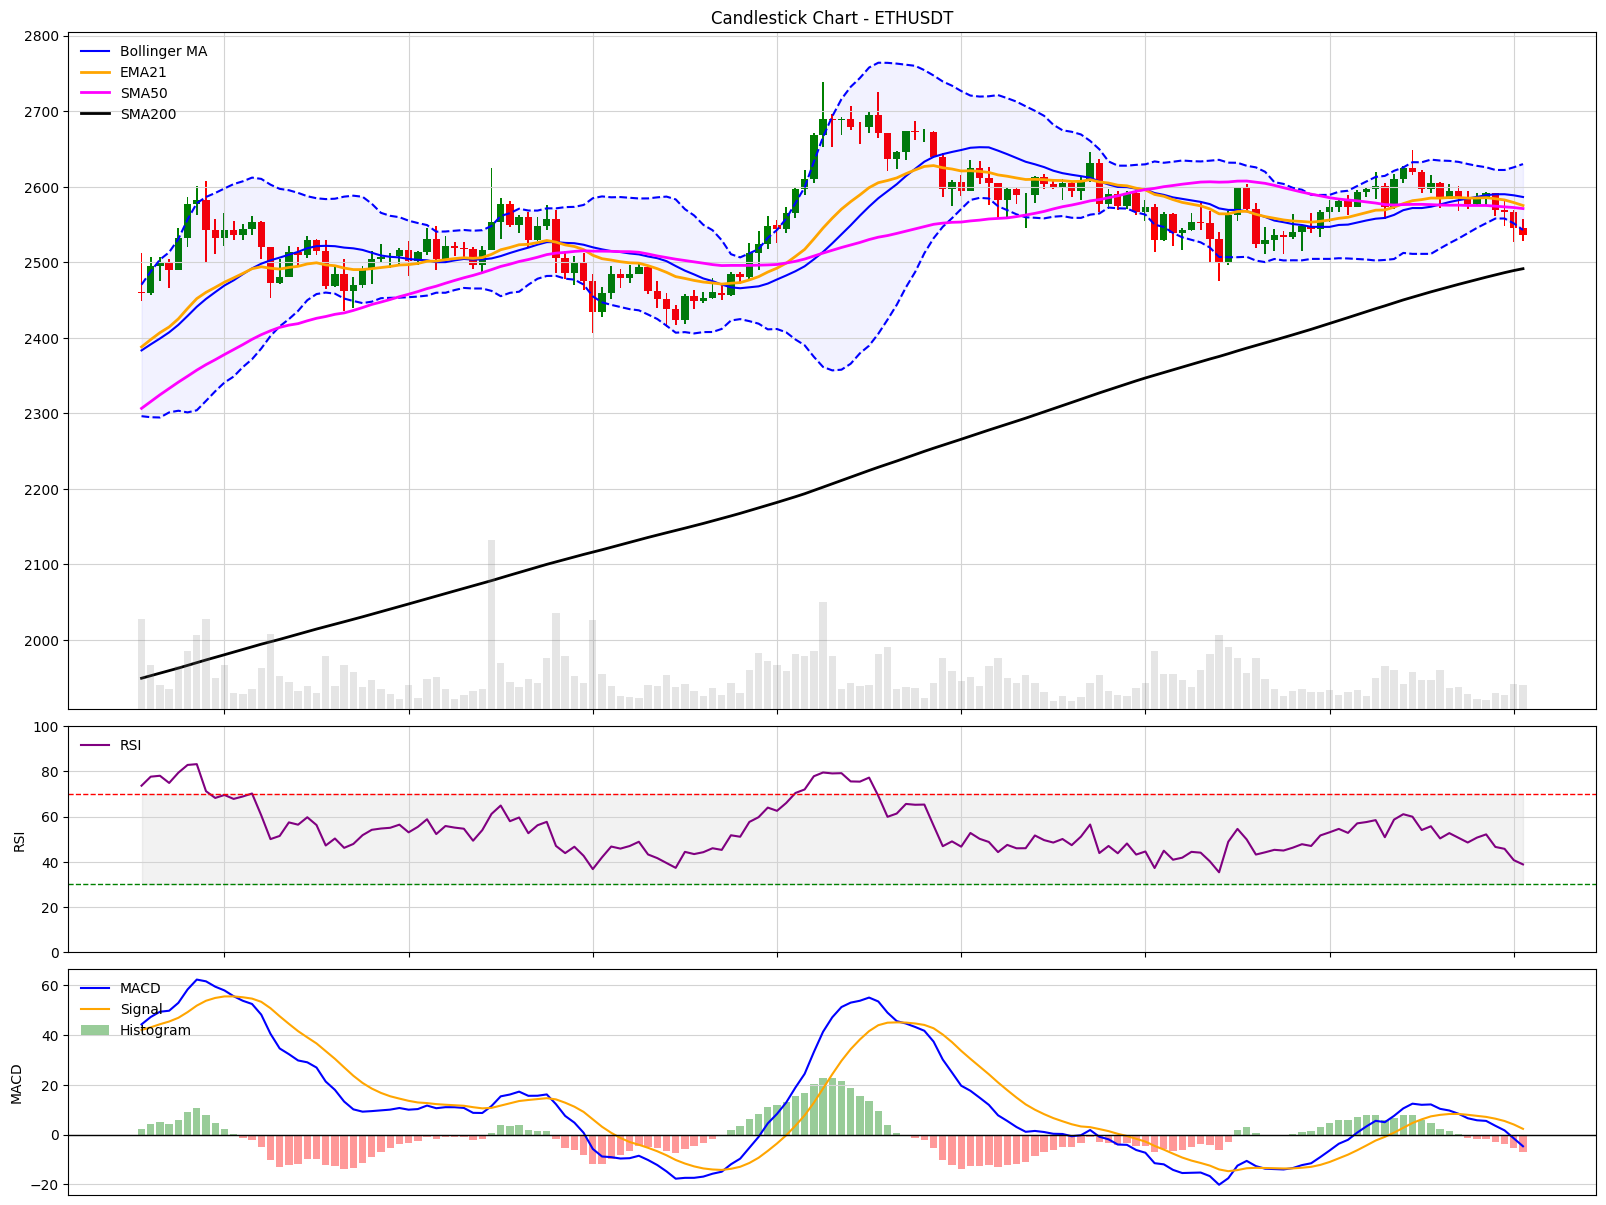 Candlestick Chart - ETHUSDT
2800
Bollinger MA
EMA21
SMA50
SMA200
2700
2600
2500
2400
2300
2200
2100
2000
100
RSI
80
60
40
20
0
RSI
60
MACD
Signal
Histogram
40
20
0
−20
MACD